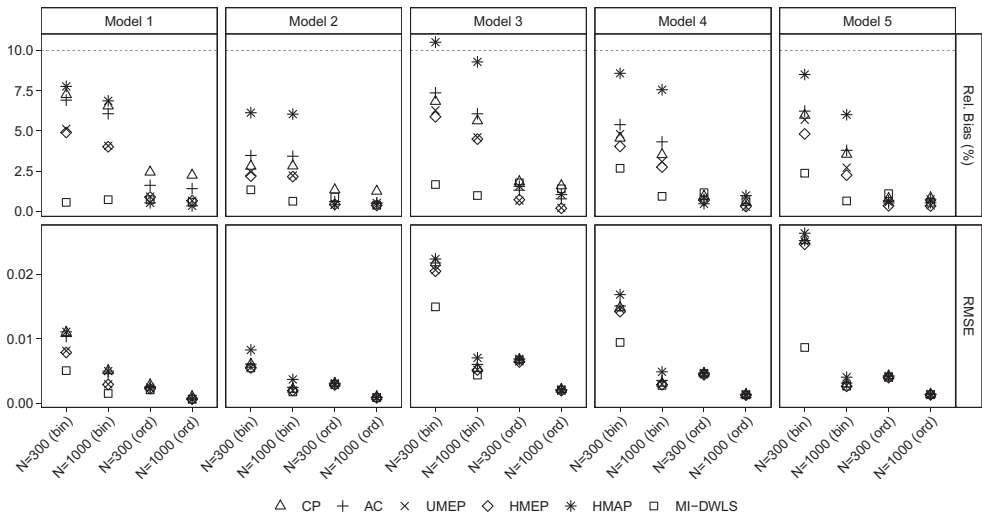 Model 1 Model 2 Model 3 Model 4 Model 5
10.0
7.5
5.0
2.5
0.0
Rel. Bias (%)
0.02
0.01
0.00
RMSE
N=300 (bin) N=1000 (bin) N=300 (ord) N=1000 (ord) N=300 (bin) N=1000 (bin) N=300 (ord) N=1000 (ord) N=300 (bin) N=1000 (bin) N=300 (ord) N=1000 (ord) N=300 (bin) N=1000 (bin) N=300 (ord) N=1000 (ord) N=300 (bin) N=1000 (bin) N=300 (ord) N=1000 (ord)
CP AC UMEP HMEP HMAP MI−DWLS